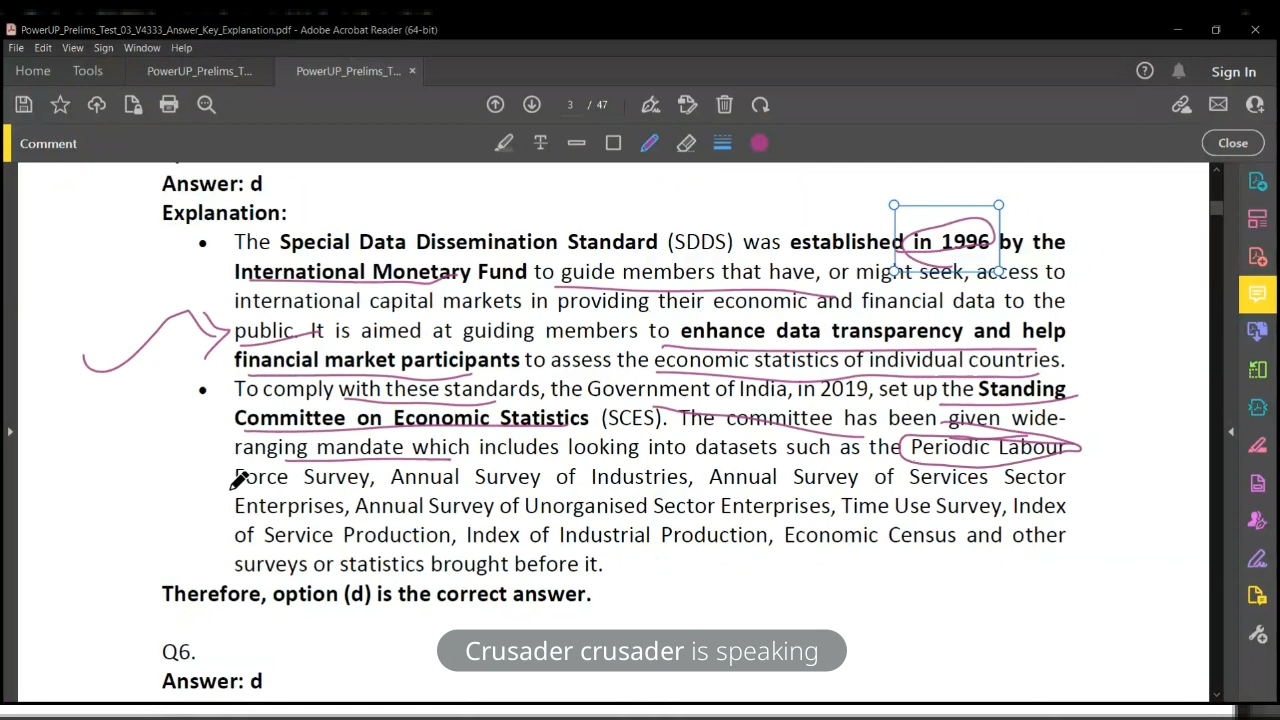 PowerUP_Prelims_Test_03_V4333_Answer_Key_Explanation.pdf - Adobe Acrobat Reader (64-bit)
File Edit View Sign Window Help
Home Tools PowerUP_Prelims_T... PowerUP_Prelims_T... × Sign In
3 / 47
Comment Close
Answer: d
Explanation:
• The Special Data Dissemination Standard (SDDS) was established in 1996 by the
International Monetary Fund to guide members that have, or might seek, access to
international capital markets in providing their economic and financial data to the
public. It is aimed at guiding members to enhance data transparency and help
financial market participants to assess the economic statistics of individual countries.
• To comply with these standards, the Government of India, in 2019, set up the Standing
Committee on Economic Statistics (SCES). The committee has been given wide-
ranging mandate which includes looking into datasets such as the Periodic Labour
Force Survey, Annual Survey of Industries, Annual Survey of Services Sector
Enterprises, Annual Survey of Unorganised Sector Enterprises, Time Use Survey, Index
of Service Production, Index of Industrial Production, Economic Census and other
surveys or statistics brought before it.
Therefore, option (d) is the correct answer.
Q6.
Crusader crusader is speaking
Answer: d